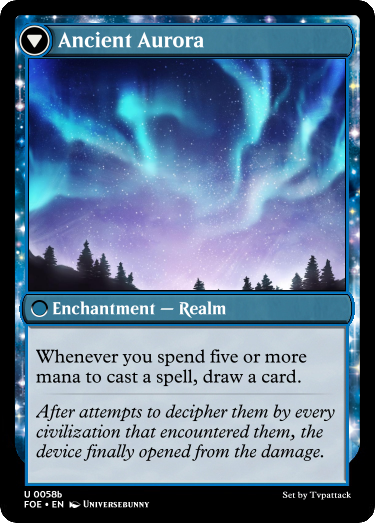 Ancient Aurora
Enchantment — Realm
Whenever you spend five or more
mana to cast a spell, draw a card.
After attempts to decipher them by every
civilization that encountered them, the
device finally opened from the damage.
U 0058b
Set by Tvpattack
FOE • EN Universebunny